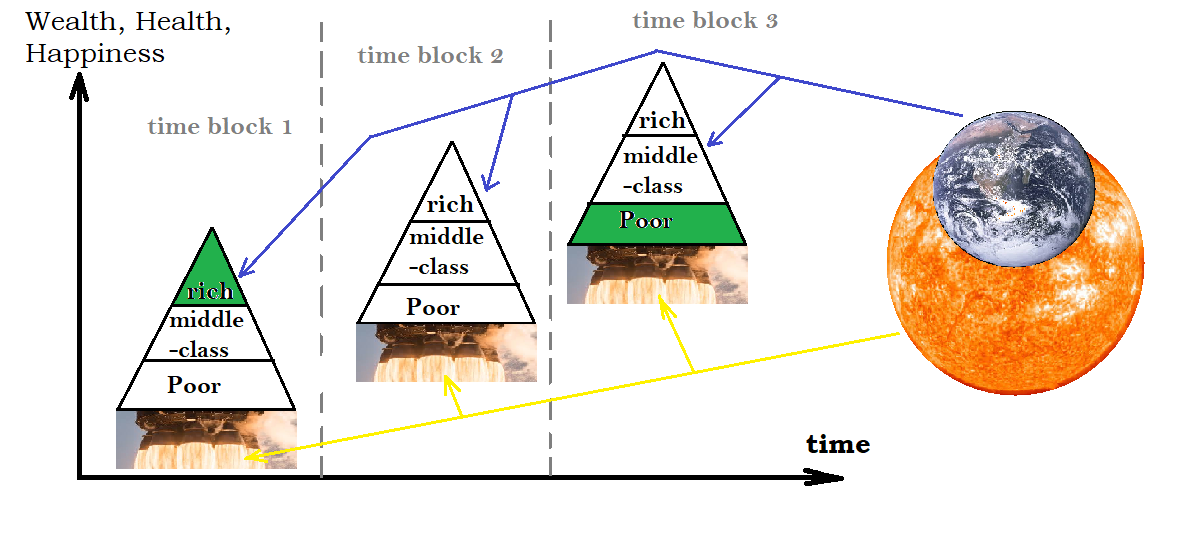 Wealth, Health,
Happiness
time block 1
time block 2
time block 3
rich
middle
-class
Poor
rich
middle
-class
Poor
rich
middle
-class
Poor
time